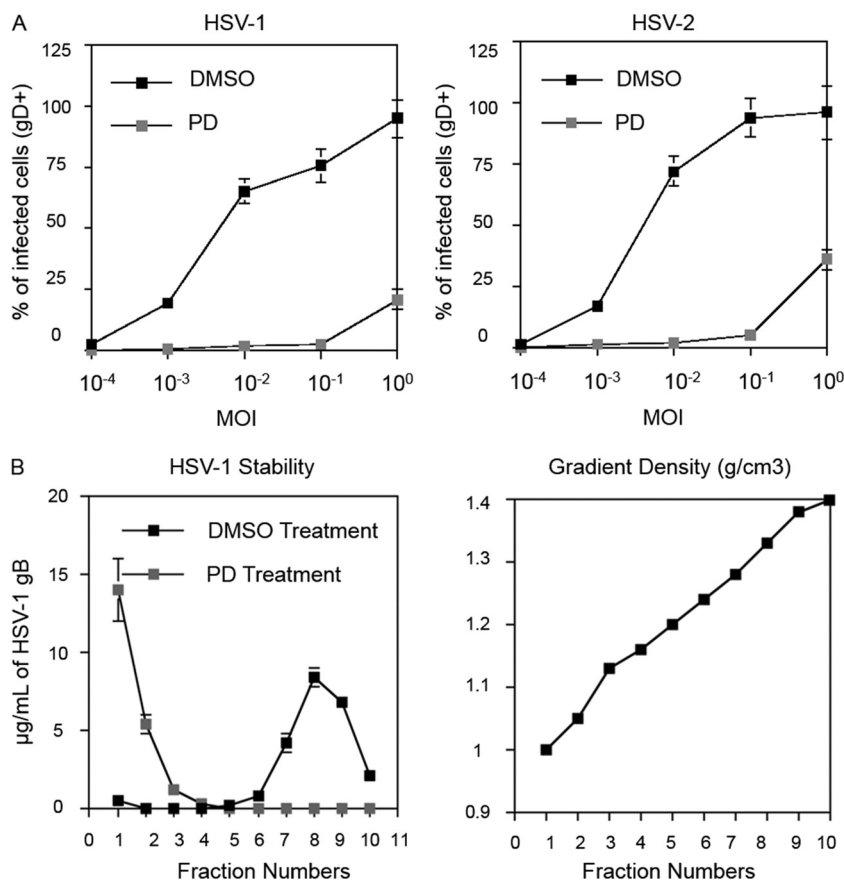 A
HSV-1
% of infected cells (gD+)
125
100
75
50
25
0
DMSO
PD
10-4
10-3
10-2
10-1
100
MOI
HSV-2
% of infected cells (gD+)
125
100
75
50
25
0
DMSO
PD
10-4
10-3
10-2
10-1
100
MOI
B
HSV-1 Stability
µg/mL of HSV-1 gB
20
15
10
5
0
DMSO Treatment
PD Treatment
0 1 2 3 4 5 6 7 8 9 10 11
Fraction Numbers
Gradient Density (g/cm3)
1.4
1.3
1.2
1.1
1
0.9
0 1 2 3 4 5 6 7 8 9 10
Fraction Numbers